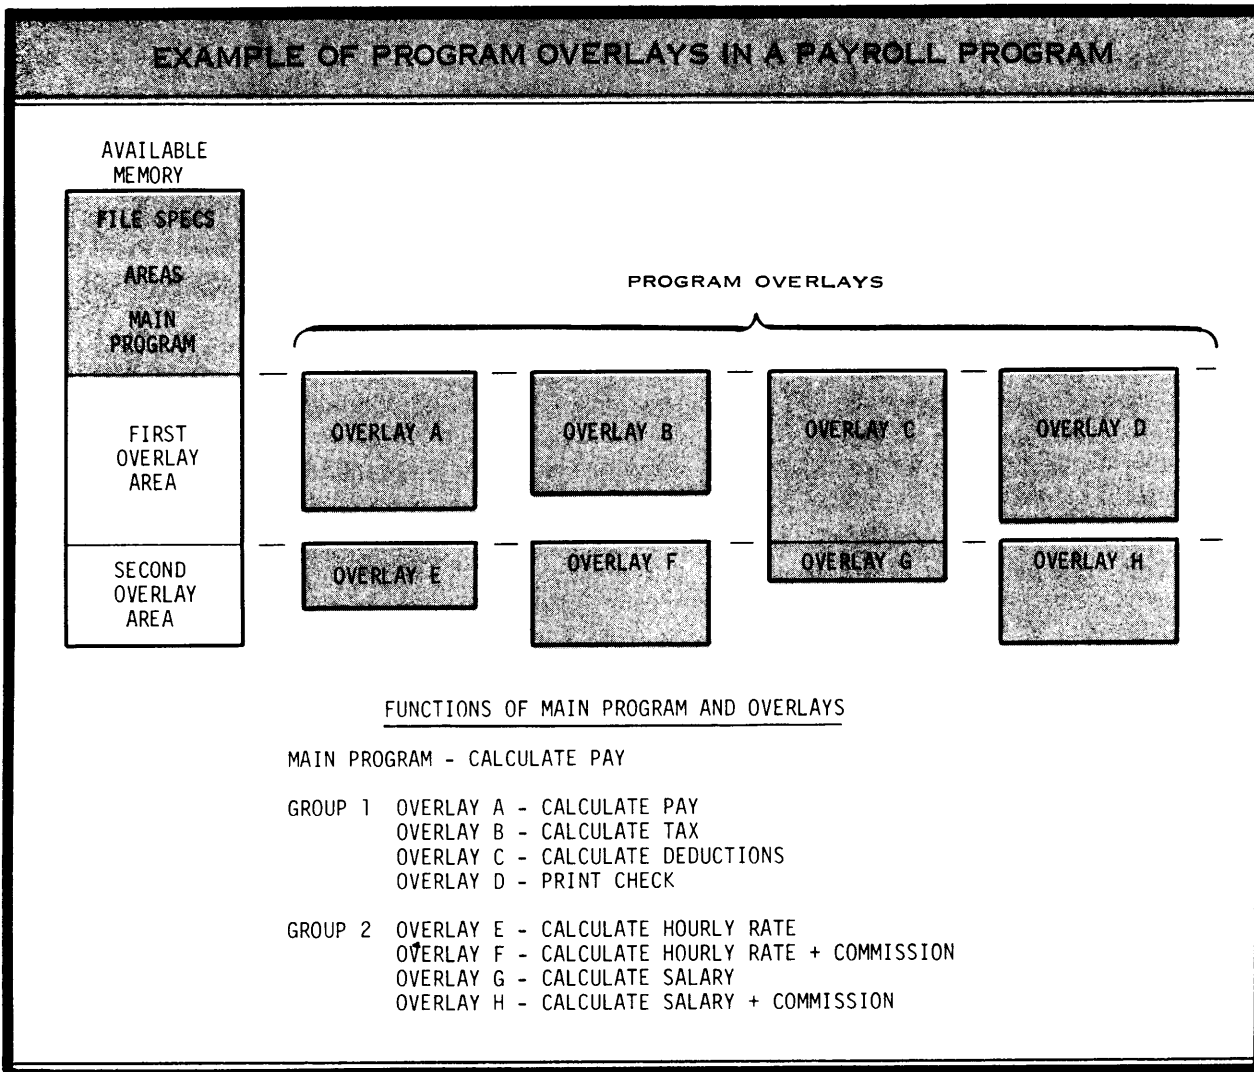 EXAMPLE OF PROGRAM OVERLAYS IN A PAYROLL PROGRAM
AVAILABLE
MEMORY
FILE SPECS
AREAS
MAIN
PROGRAM
FIRST
OVERLAY
AREA
SECOND
OVERLAY
AREA
PROGRAM OVERLAYS
OVERLAY A
OVERLAY B
OVERLAY C
OVERLAY D
OVERLAY E
OVERLAY F
OVERLAY G
OVERLAY H
FUNCTIONS OF MAIN PROGRAM AND OVERLAYS
MAIN PROGRAM - CALCULATE PAY
GROUP 1 OVERLAY A - CALCULATE PAY
OVERLAY B - CALCULATE TAX
OVERLAY C - CALCULATE DEDUCTIONS
OVERLAY D - PRINT CHECK
GROUP 2 OVERLAY E - CALCULATE HOURLY RATE
OVERLAY F - CALCULATE HOURLY RATE + COMMISSION
OVERLAY G - CALCULATE SALARY
OVERLAY H - CALCULATE SALARY + COMMISSION